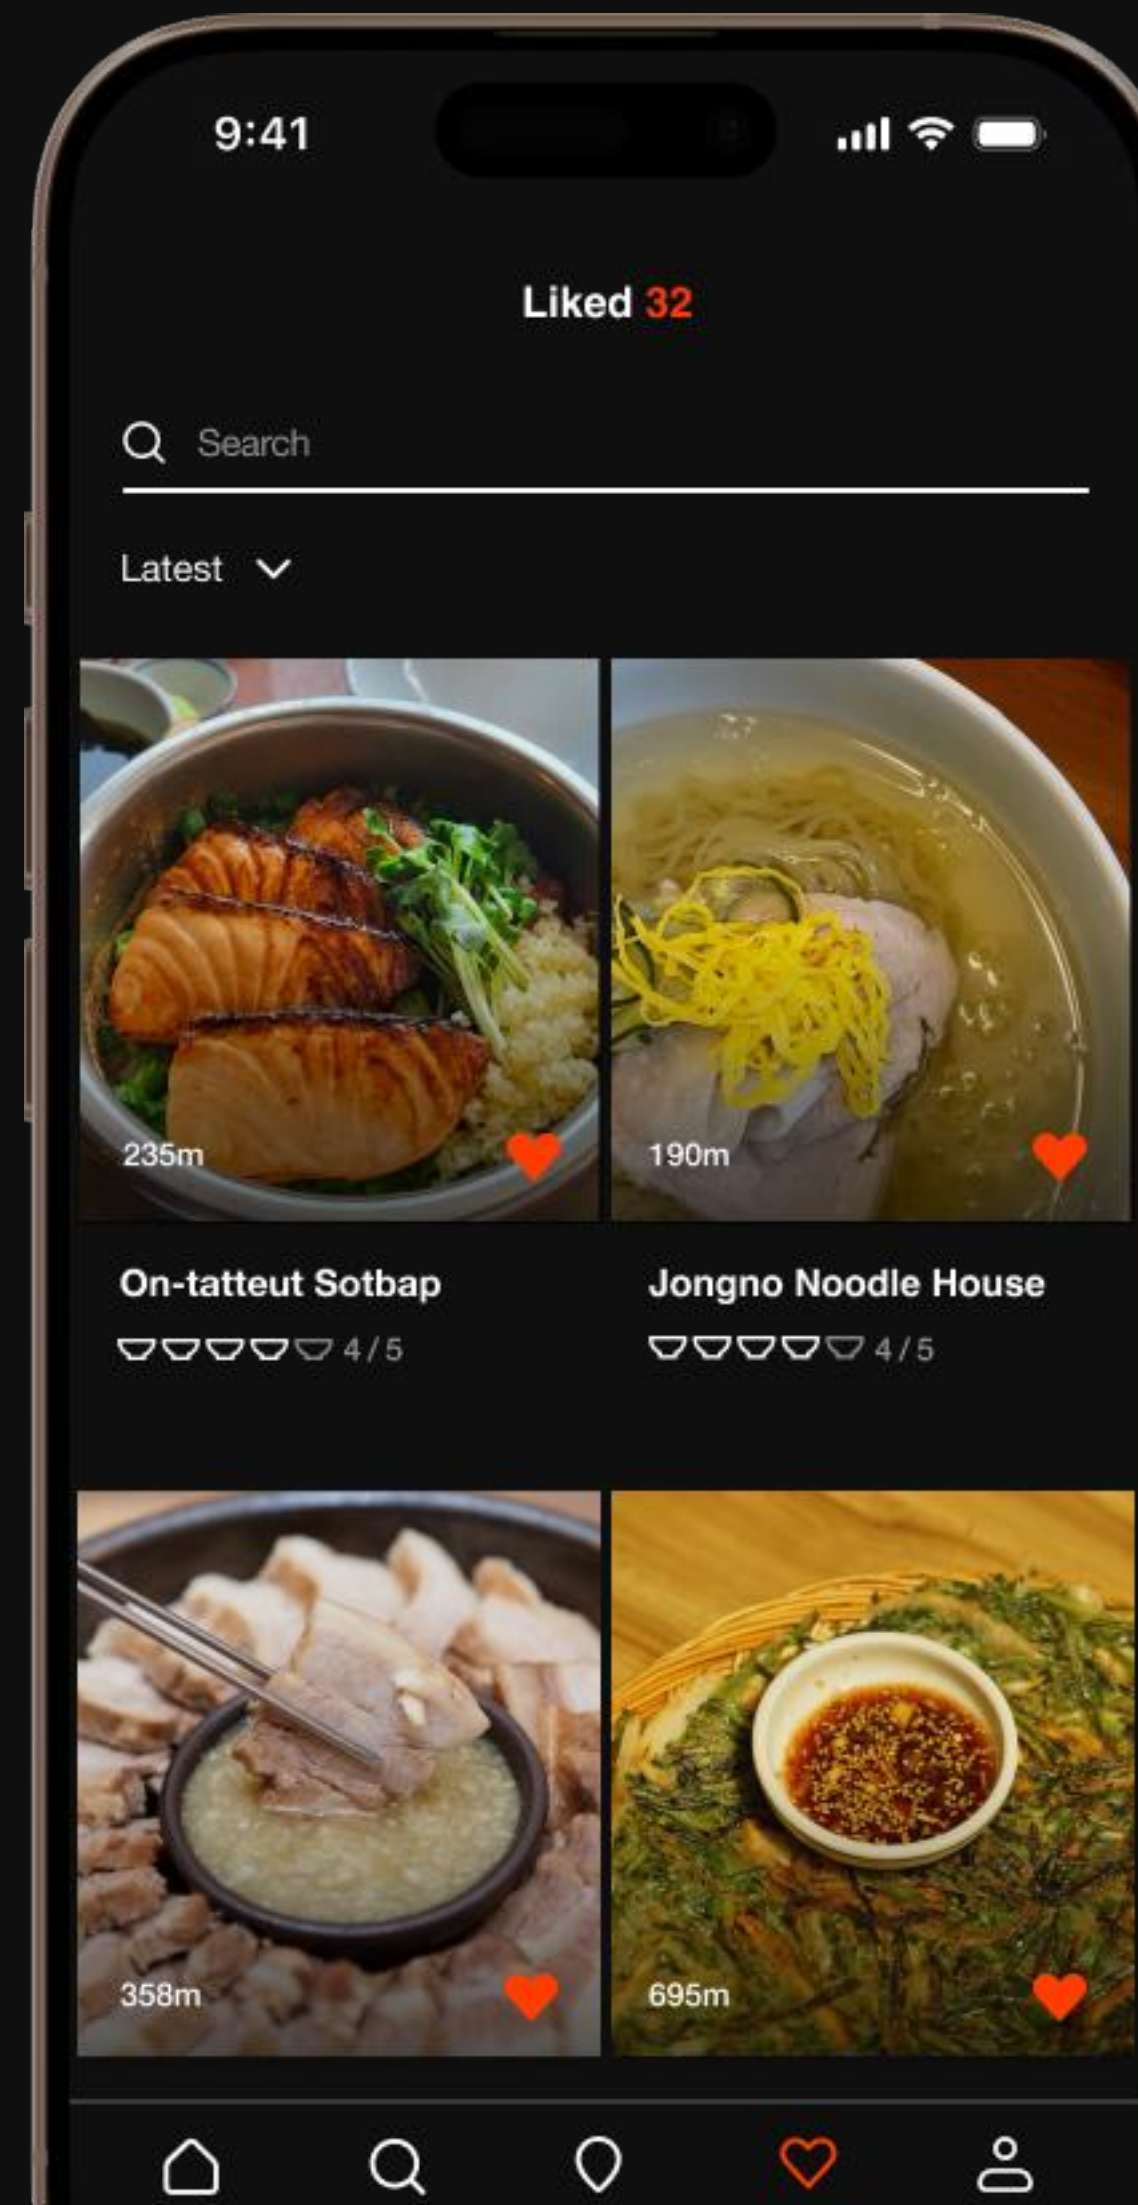 9:41
Liked 32
Search
Latest
235m
190m
On-tatteut Sotbap
Jongno Noodle House
4/5
4/5
358m
695m